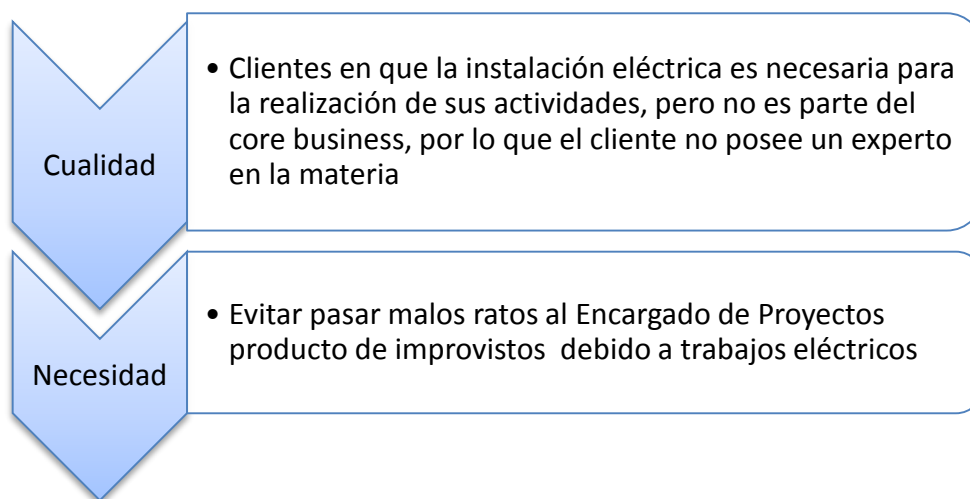 Cualidad
• Clientes en que la instalación eléctrica es necesaria para
la realización de sus actividades, pero no es parte del
core business, por lo que el cliente no posee un experto
en la materia
Necesidad
• Evitar pasar malos ratos al Encargado de Proyectos
producto de improvistos debido a trabajos eléctricos